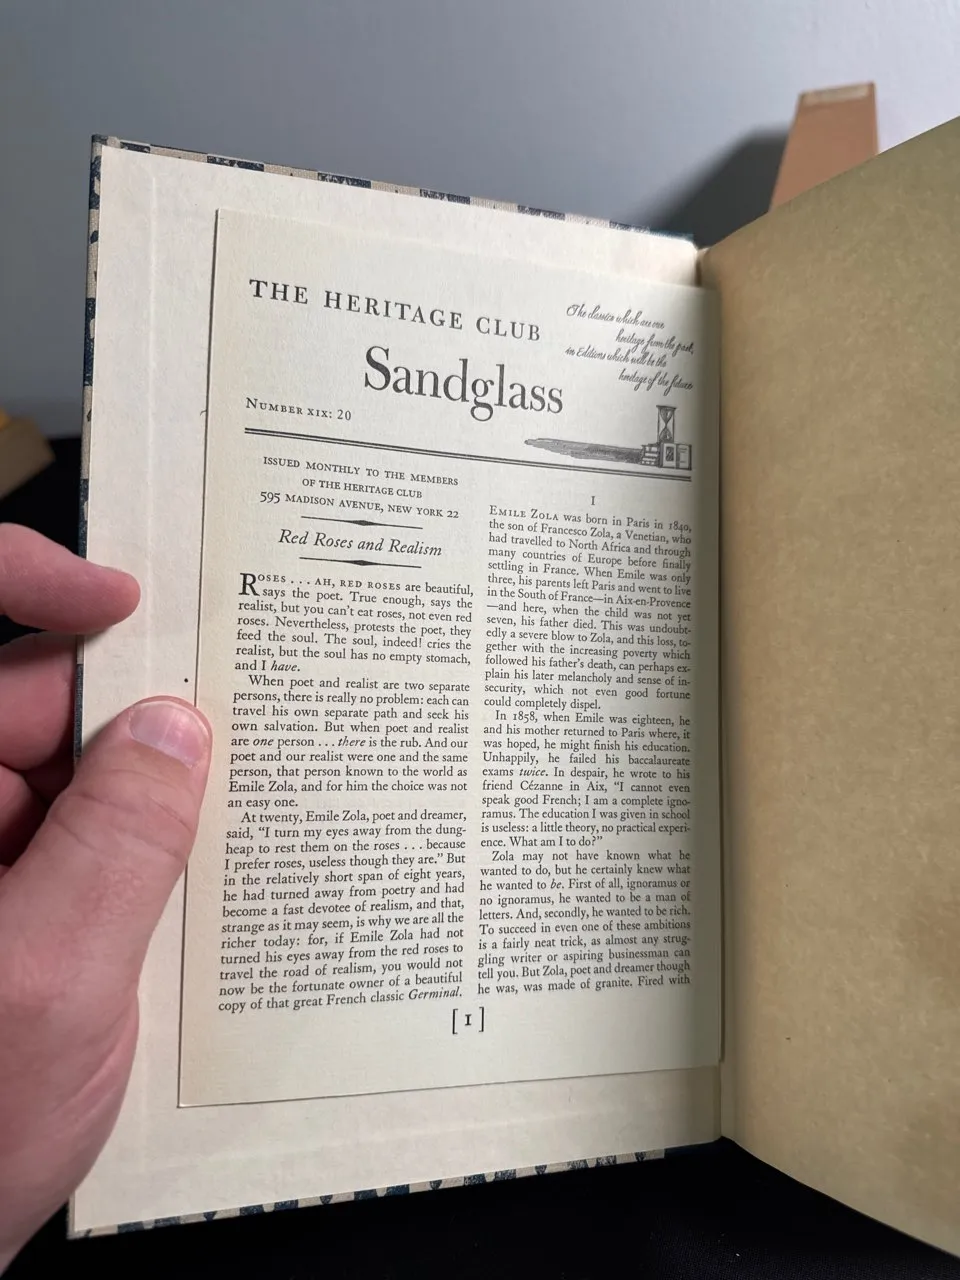 THE HERITAGE CLUB
Sandglass
The classics which are our
heritage from the past,
in Editions which will be the
heritage of the future
NUMBER XIX: 20
ISSUED MONTHLY TO THE MEMBERS
OF THE HERITAGE CLUB
595 MADISON AVENUE, NEW YORK 22
Red Roses and Realism
ROSES . . . AH, RED ROSES are beautiful,
says the poet. True enough, says the
realist, but you can't eat roses, not even red
roses. Nevertheless, protests the poet, they
feed the soul. The soul, indeed! cries the
realist, but the soul has no empty stomach,
and I have.
When poet and realist are two separate
persons, there is really no problem: each can
travel his own separate path and seek his
own salvation. But when poet and realist
are one person . . . there is the rub. And our
poet and our realist were one and the same
person, that person known to the world as
Emile Zola, and for him the choice was not
an easy one.
At twenty, Emile Zola, poet and dreamer,
said, "I turn my eyes away from the dung-
heap to rest them on the roses . . . because
I prefer roses, useless though they are." But
in the relatively short span of eight years,
he had turned away from poetry and had
become a fast devotee of realism, and that,
strange as it may seem, is why we are all the
richer today: for, if Emile Zola had not
turned his eyes away from the red roses to
travel the road of realism, you would not
now be the fortunate owner of a beautiful
copy of that great French classic Germinal.
I
EMILE ZOLA was born in Paris in 1840,
the son of Francesco Zola, a Venetian, who
had travelled to North Africa and through
many countries of Europe before finally
settling in France. When Emile was only
three, his parents left Paris and went to live
in the South of France—in Aix-en-Provence
—and here, when the child was not yet
seven, his father died. This was undoubt-
edly a severe blow to Zola, and this loss, to-
gether with the increasing poverty which
followed his father's death, can perhaps ex-
plain his later melancholy and sense of in-
security, which not even good fortune
could completely dispel.
In 1858, when Emile was eighteen, he
and his mother returned to Paris where, it
was hoped, he might finish his education.
Unhappily, he failed his baccalaureate
exams twice. In despair, he wrote to his
friend Cézanne in Aix, "I cannot even
speak good French; I am a complete igno-
ramus. The education I was given in school
is useless: a little theory, no practical experi-
ence. What am I to do?"
Zola may not have known what he
wanted to do, but he certainly knew what
he wanted to be. First of all, ignoramus or
no ignoramus, he wanted to be a man of
letters. And, secondly, he wanted to be rich.
To succeed in even one of these ambitions
is a fairly neat trick, as almost any strug-
gling writer or aspiring businessman can
tell you. But Zola, poet and dreamer though
he was, was made of granite. Fired with
[ 1 ]